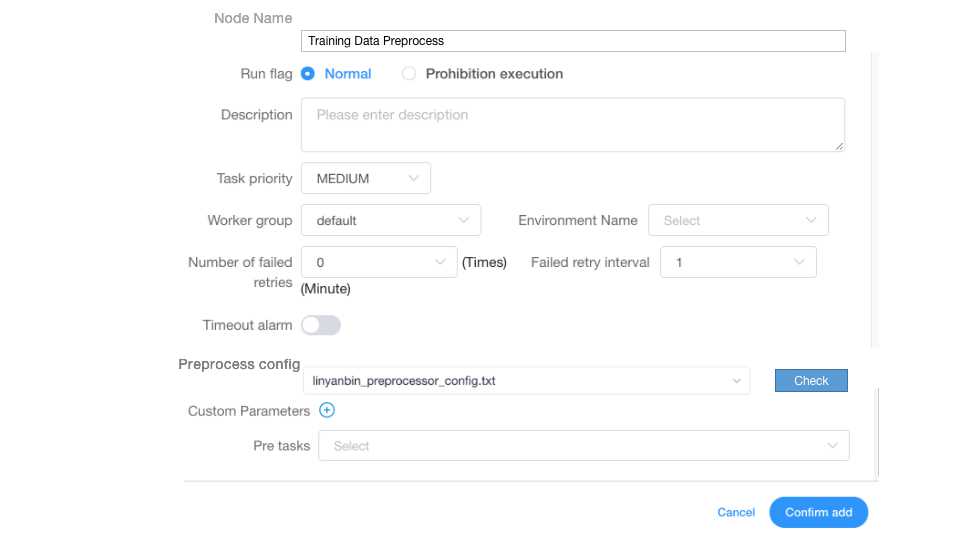 Node Name
Training Data Preprocess
Run flag Normal Prohibition execution
Description Please enter description
Task priority MEDIUM
Worker group default Environment Name Select
Number of failed retries 0 (Times) Failed retry interval 1
(Minute)
Timeout alarm
Preprocess config
linyanbin_preprocessor_config.txt Check
Custom Parameters
Pre tasks Select
Cancel Confirm add